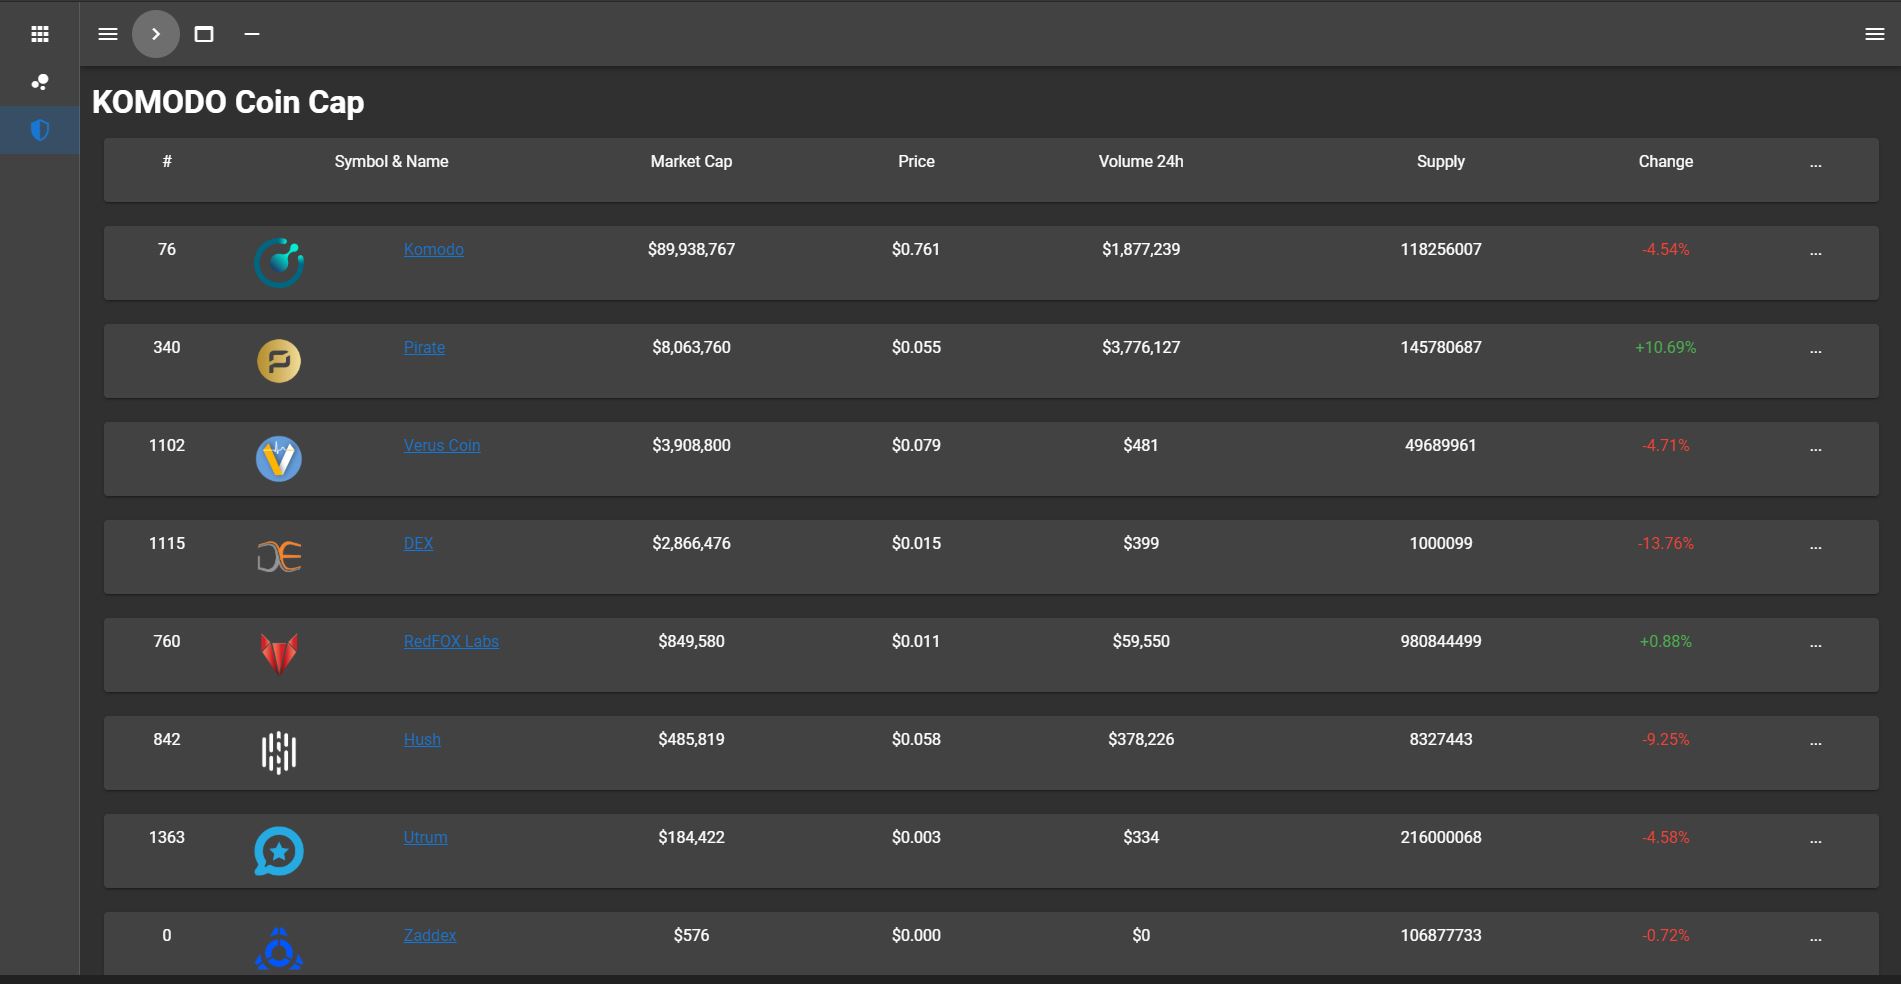 KOMODO Coin Cap
# Symbol & Name Market Cap Price Volume 24h Supply Change ...
76 Komodo $89,938,767 $0.761 $1,877,239 118256007 -4.54% ...
340 Pirate $8,063,760 $0.055 $3,776,127 145780687 +10.69% ...
1102 Verus Coin $3,908,800 $0.079 $481 49689961 -4.71% ...
1115 DEX $2,866,476 $0.015 $399 1000099 -13.76% ...
760 RedFOX Labs $849,580 $0.011 $59,550 980844499 +0.88% ...
842 Hush $485,819 $0.058 $378,226 8327443 -9.25% ...
1363 Utrum $184,422 $0.003 $334 216000068 -4.58% ...
0 Zaddex $576 $0.000 $0 106877733 -0.72% ...